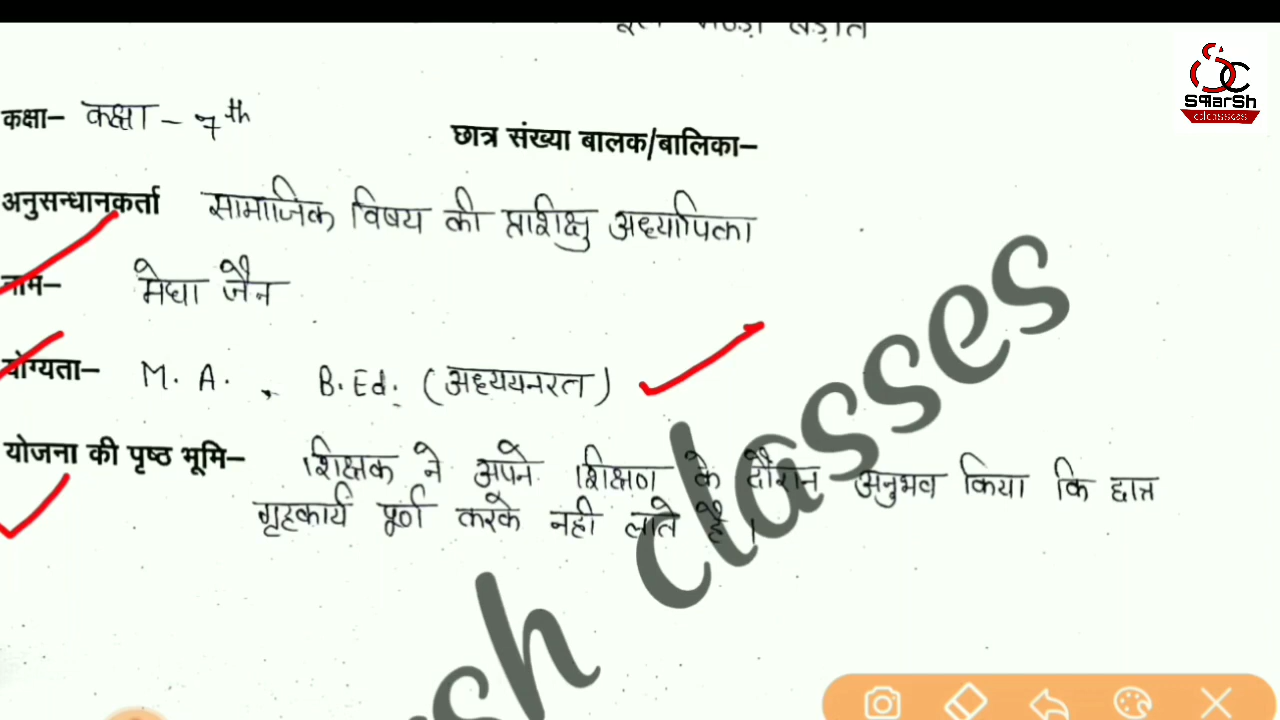 SपarSh
classes
कक्षा– कक्षा – 7th
छात्र संख्या बालक/बालिका–
अनुसन्धानकर्ता सामाजिक विषय की प्रशिक्षु अध्यापिका
नाम– मेघा जैन
योग्यता– M. A. , B.Ed. (अध्ययनरत)
योजना की पृष्ठ भूमि– शिक्षक ने अपने शिक्षण के दौरान अनुभव किया कि छात्र
गृहकार्य पूर्ण करके नही लाते है।
sh classes